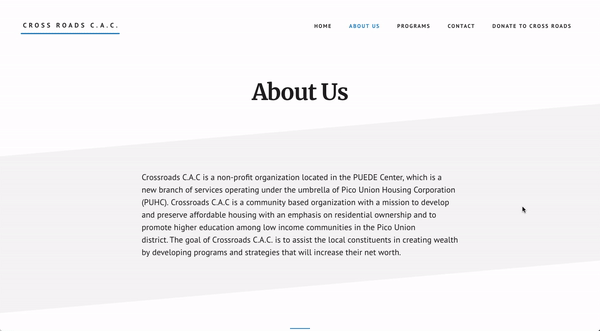 CROSS ROADS C.A.C.
HOME ABOUT US PROGRAMS CONTACT DONATE TO CROSS ROADS
About Us
Crossroads C.A.C is a non-profit organization located in the PUEDE Center, which is a
new branch of services operating under the umbrella of Pico Union Housing Corporation
(PUHC). Crossroads C.A.C is a community based organization with a mission to develop
and preserve affordable housing with an emphasis on residential ownership and to
promote higher education among low income communities in the Pico Union
district. The goal of Crossroads C.A.C. is to assist the local constituents in creating wealth
by developing programs and strategies that will increase their net worth.